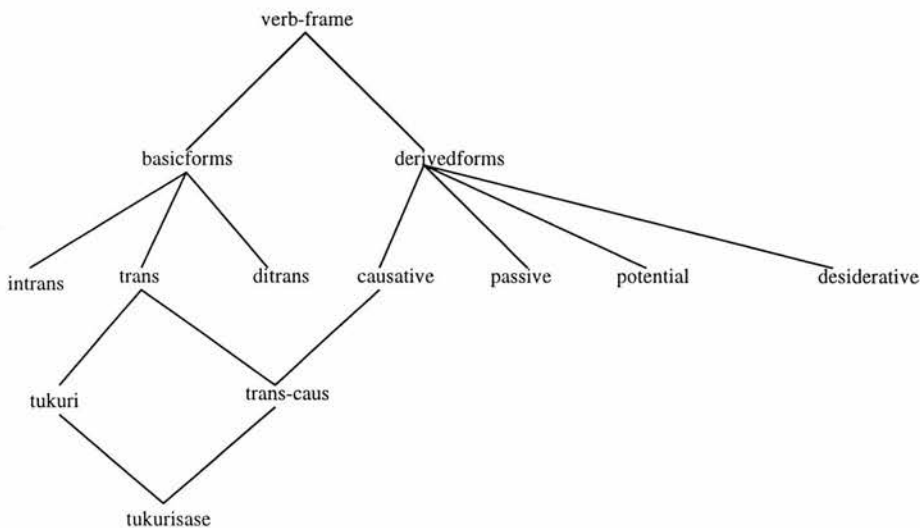 verb-frame
basicforms derivedforms
intrans trans ditrans causative passive potential desiderative
tukuri trans-caus
tukurisase